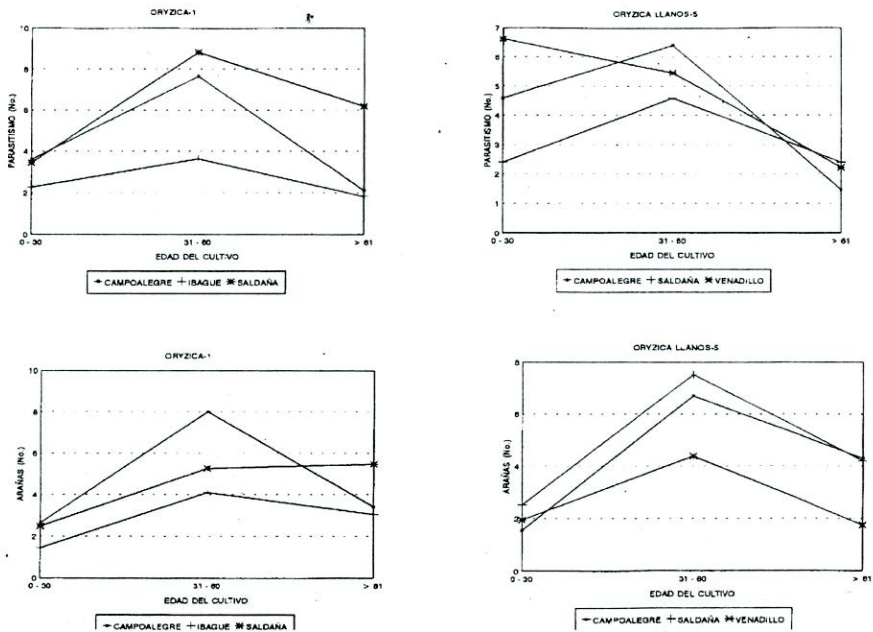 ORYZICA-1
10
8
6
4
2
0
PARASITISMO (No.)
0 - 30
31 - 60
> 61
EDAD DEL CULTIVO
CAMPOALEGRE IBAGUE SALDAÑA
ORYZICA LLANOS-5
7
6
5
4
3
2
1
0
PARASITISMO (No.)
0 - 30
31 - 60
> 61
EDAD DEL CULTIVO
CAMPOALEGRE SALDAÑA VENADILLO
ORYZICA-1
10
8
6
4
2
0
ARAÑAS (No.)
0 - 30
31 - 60
> 61
EDAD DEL CULTIVO
CAMPOALEGRE IBAGUE SALDAÑA
ORYZICA LLANOS-5
8
6
4
2
0
ARAÑAS (No.)
0 - 30
31 - 60
> 61
EDAD DEL CULTIVO
CAMPOALEGRE SALDAÑA VENADILLO